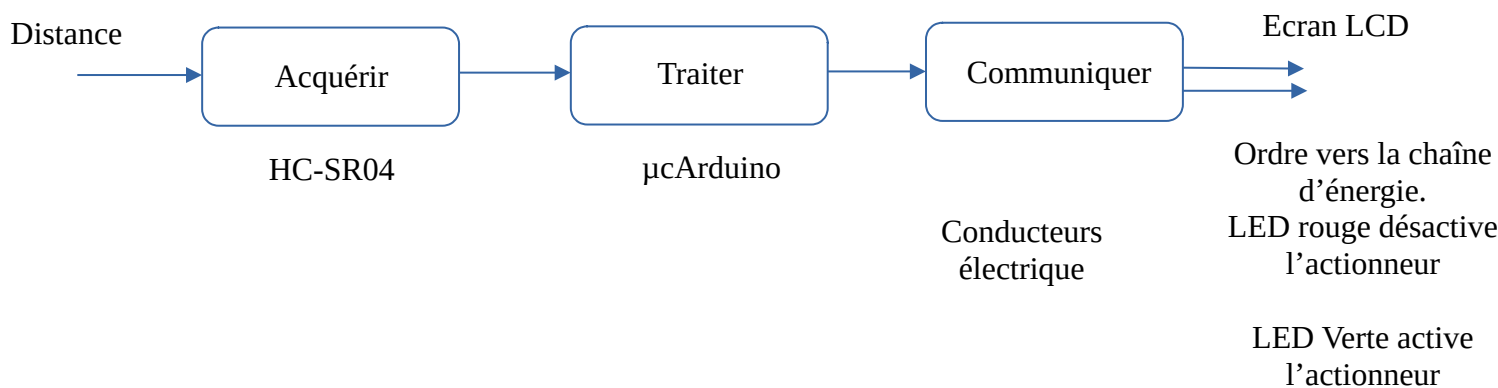 Distance
Acquérir
Traiter
Communiquer
Ecran LCD
HC-SR04
µcArduino
Conducteurs
électrique
Ordre vers la chaîne
d’énergie.
LED rouge désactive
l’actionneur
LED Verte active
l’actionneur